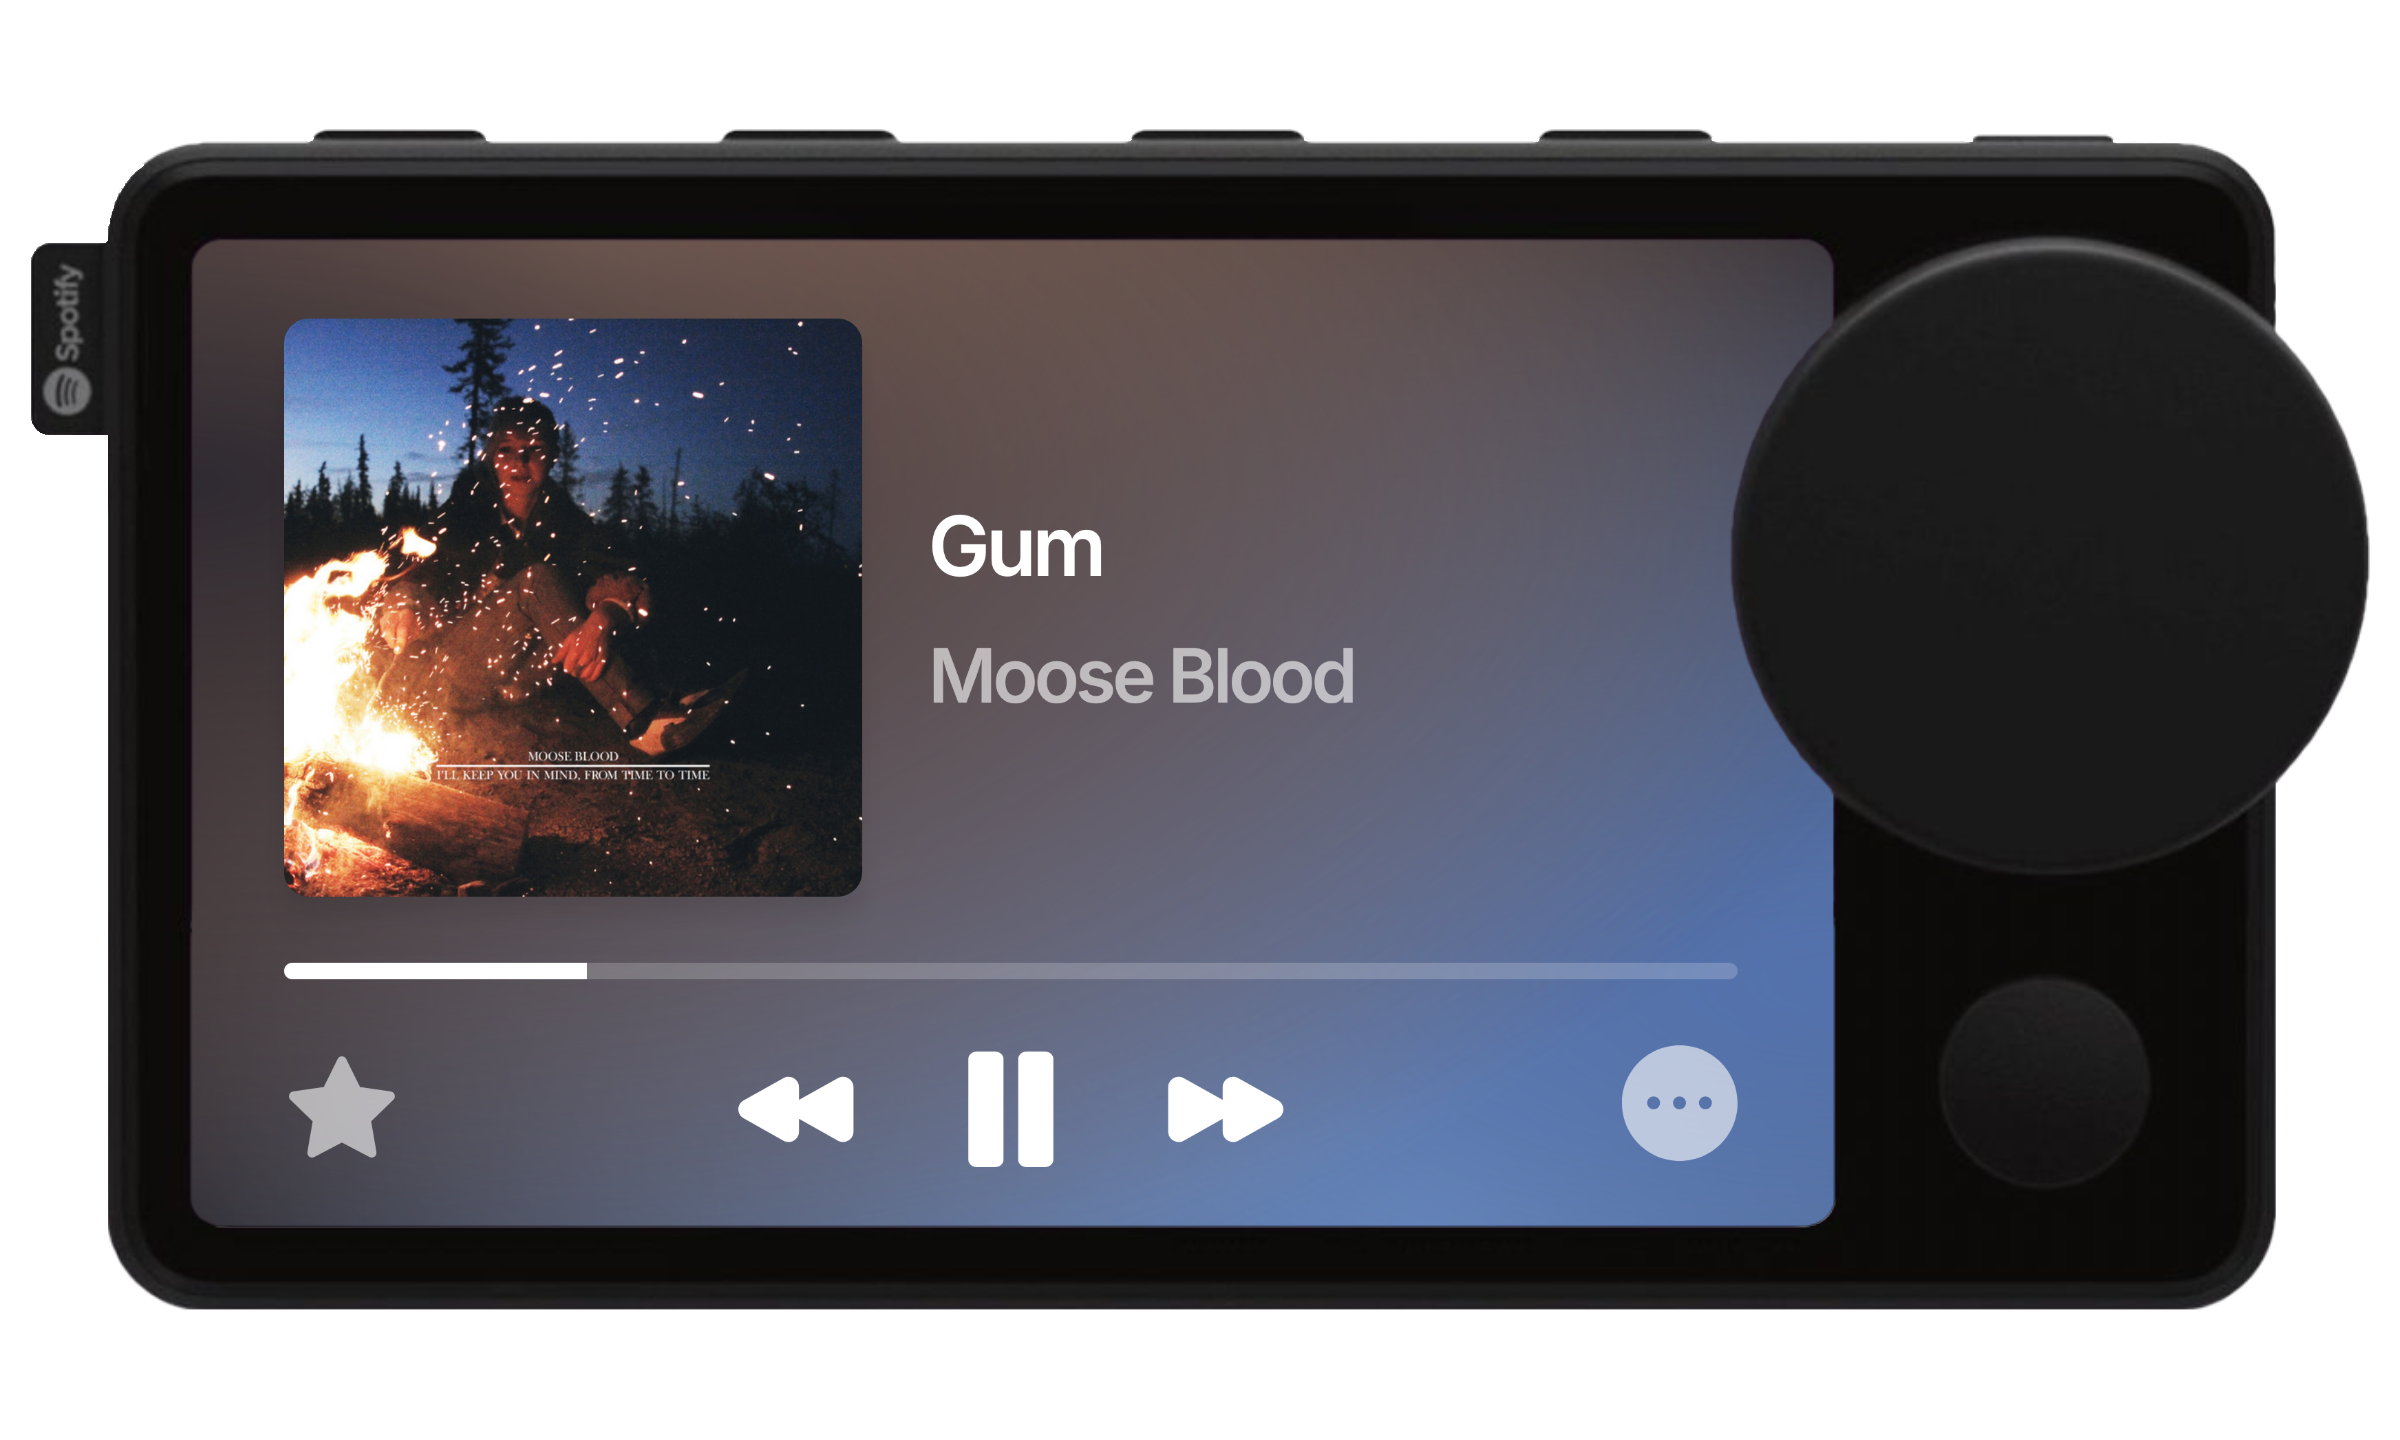 Spotify
MOOSE BLOOD
I'LL KEEP YOU IN MIND, FROM TIME TO TIME
Gum
Moose Blood